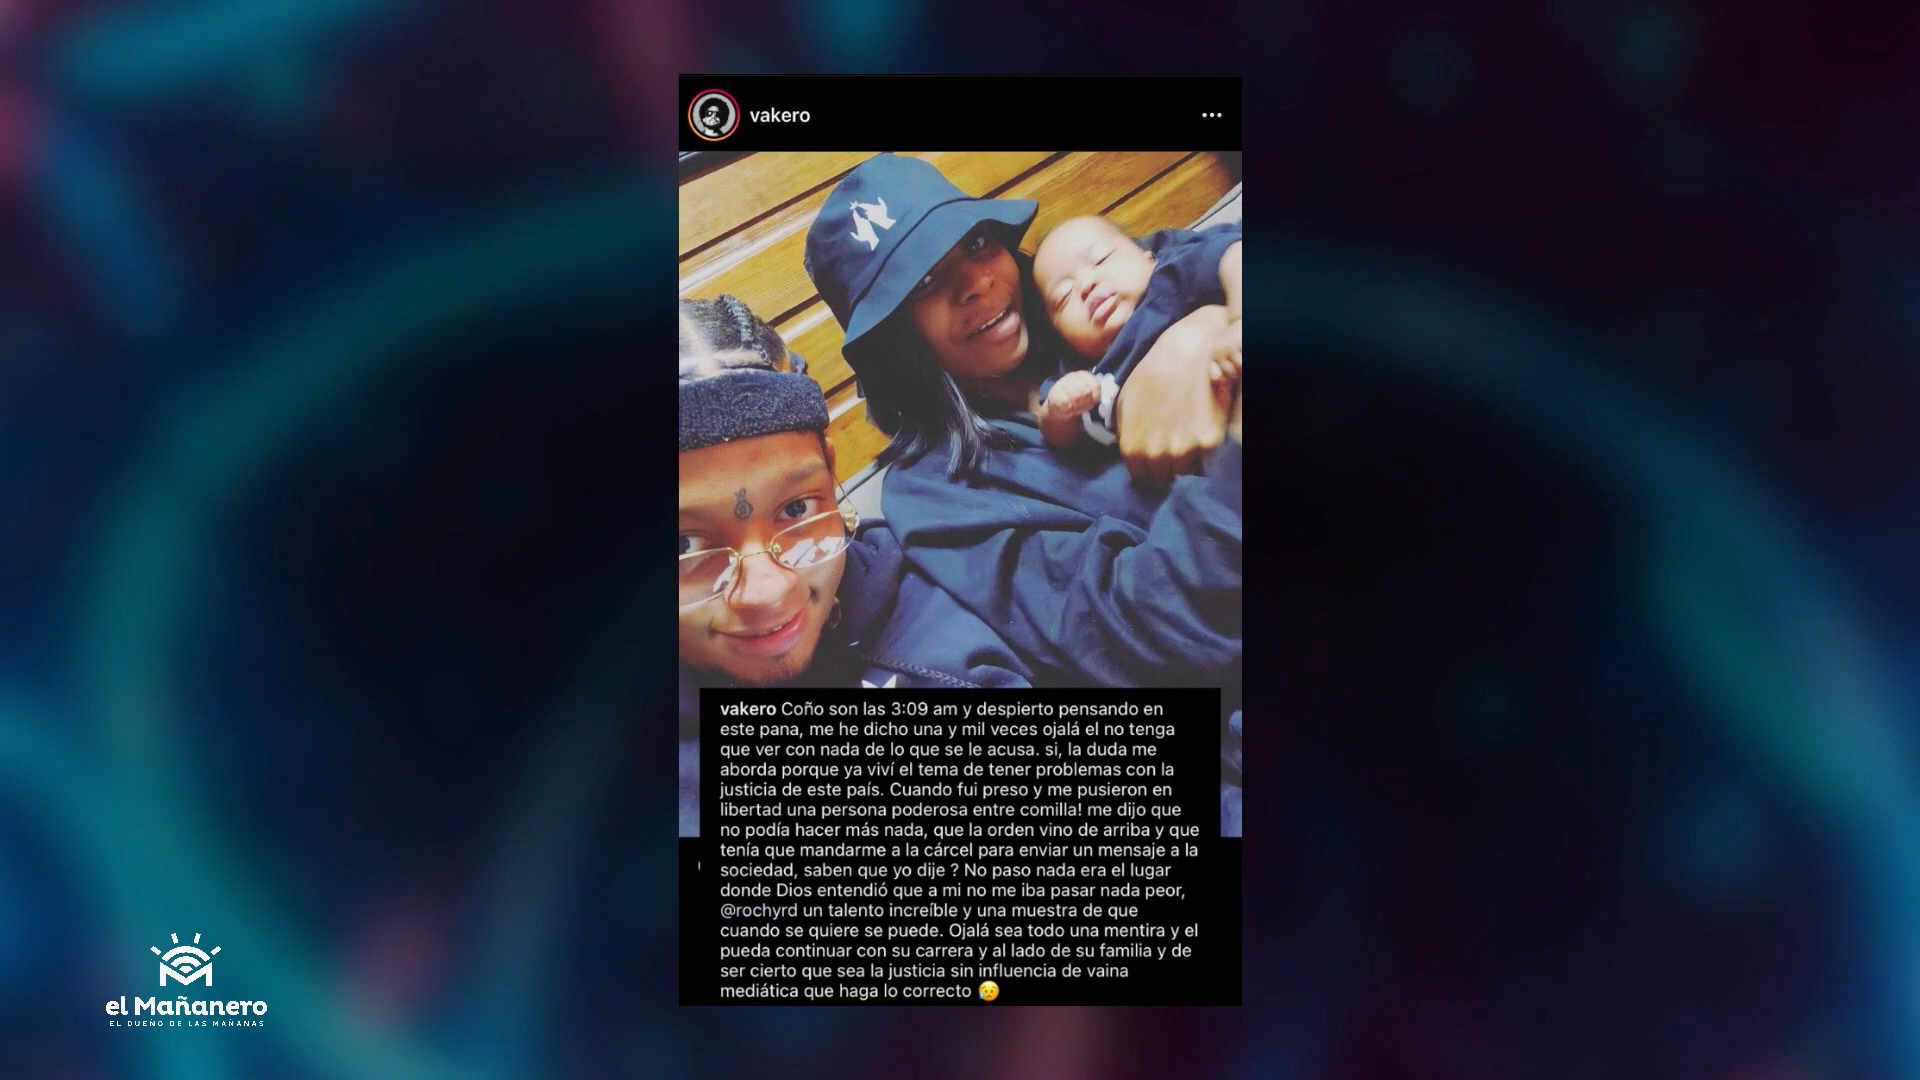 vakero
vakero Coño son las 3:09 am y despierto pensando en
este pana, me he dicho una y mil veces ojalá el no tenga
que ver con nada de lo que se le acusa. si, la duda me
aborda porque ya viví el tema de tener problemas con la
justicia de este país. Cuando fui preso y me pusieron en
libertad una persona poderosa entre comilla! me dijo que
no podía hacer más nada, que la orden vino de arriba y que
tenía que mandarme a la cárcel para enviar un mensaje a la
sociedad, saben que yo dije ? No paso nada era el lugar
donde Dios entendió que a mi no me iba pasar nada peor,
@rochyrd un talento increíble y una muestra de que
cuando se quiere se puede. Ojalá sea todo una mentira y el
pueda continuar con su carrera y al lado de su familia y de
ser cierto que sea la justicia sin influencia de vaina
mediática que haga lo correcto 😥
el Mañanero
EL DUEÑO DE LAS MAÑANAS